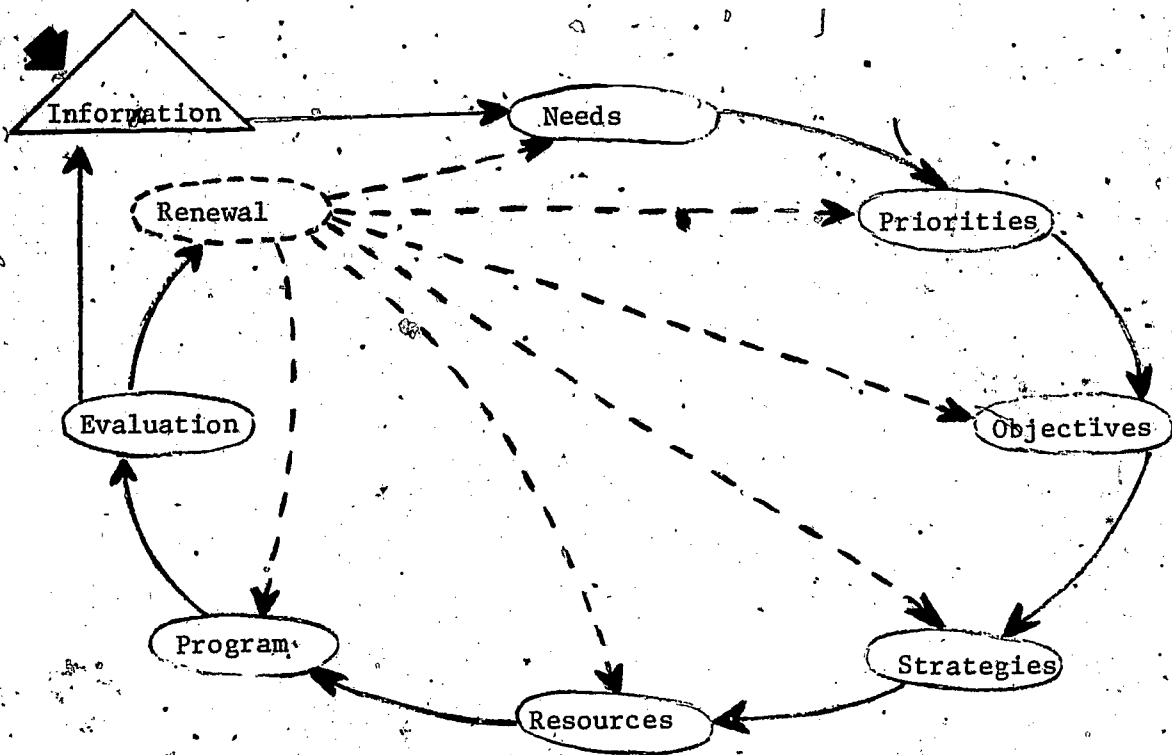 Information
Needs
Renewal
Priorities
Evaluation
Objectives
Program
Strategies
Resources